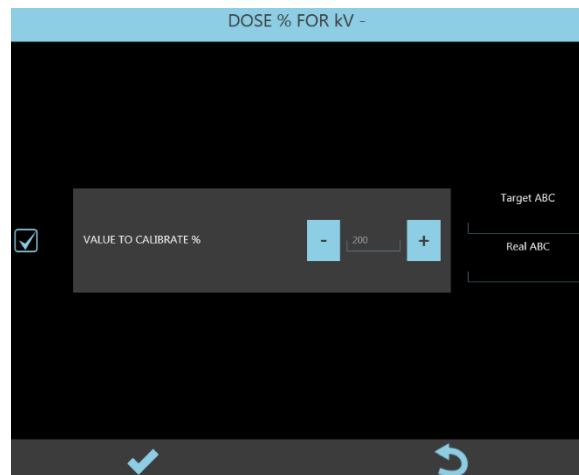 DOSE % FOR kV -
Target ABC
VALUE TO CALIBRATE % - 200 +
Real ABC